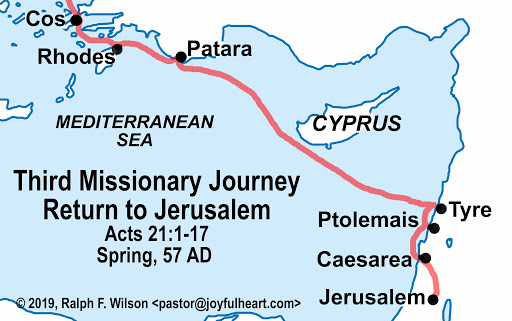 Cos
Rhodes
Patara
MEDITERRANEAN
SEA
CYPRUS
Third Missionary Journey
Return to Jerusalem
Acts 21:1-17
Spring, 57 AD
Tyre
Ptolemais
Caesarea
Jerusalem
© 2019, Ralph F. Wilson <pastor@joyfulheart.com>